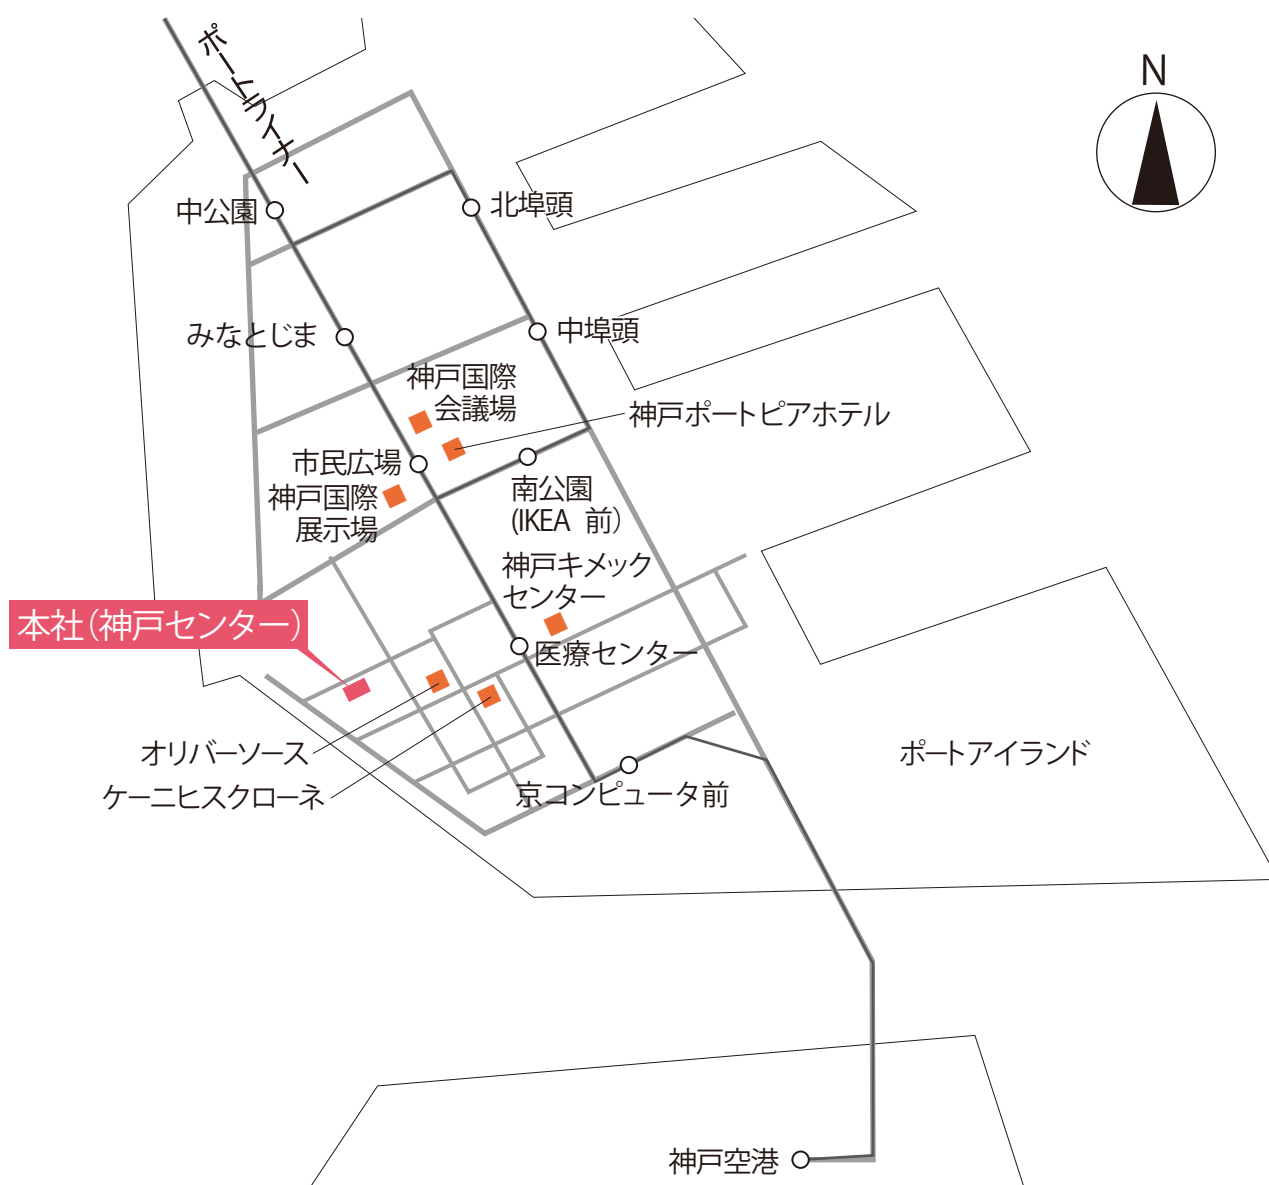 ポートライナー
N
中公園
北埠頭
みなとじま
中埠頭
神戸国際
会議場
神戸ポートピアホテル
市民広場
神戸国際
展示場
南公園
(IKEA 前)
神戸キメック
センター
本社(神戸センター)
医療センター
オリバーソース
ポートアイランド
ケーニヒスクローネ
京コンピュータ前
神戸空港